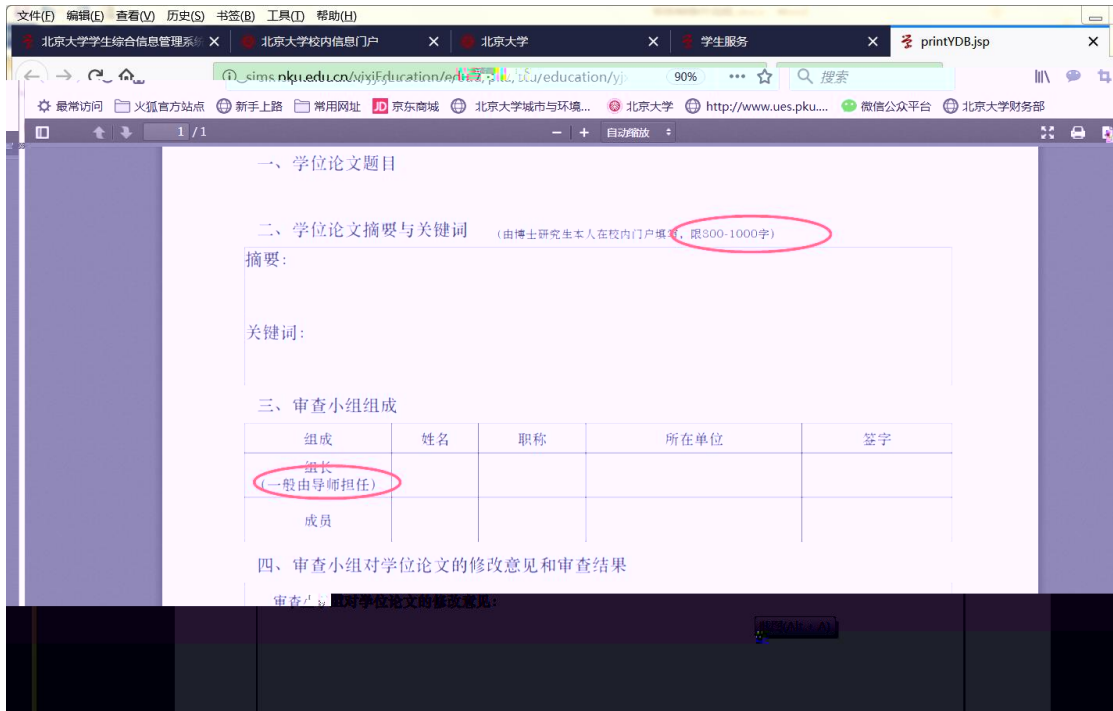 文件(F) 编辑(E) 查看(V) 历史(S) 书签(B) 工具(T) 帮助(H)
北京大学学生综合信息管理系统 × 北京大学校内信息门户 × 北京大学 × 学生服务 × printYDB.jsp ×
sims.pku.edu.cn 90% 搜索
最常访问 火狐官方站点 新手上路 常用网址 JD 京东商城 北京大学城市与环境... 北京大学 http://www.ues.pku.... 微信公众平台 北京大学财务部
1 / 1 − + 自动缩放
一、学位论文题目
二、学位论文摘要与关键词 (由博士研究生本人在校内门户填写，限800-1000字)
摘要:
关键词:
三、审查小组组成
组成 姓名 职称 所在单位 签字
组长
(一般由导师担任)
成员
四、审查小组对学位论文的修改意见和审查结果
审查小组对学位论文的修改意见: